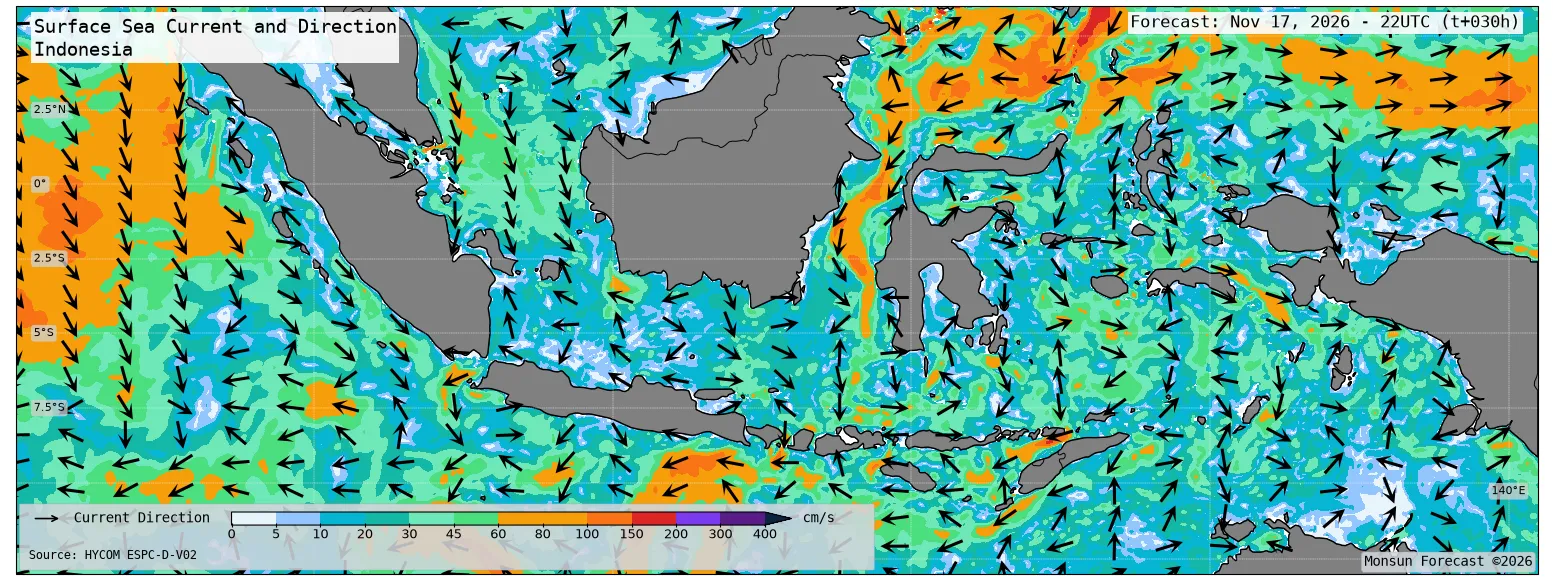 Surface Sea Current and Direction
Indonesia
Forecast: Nov 17, 2026 - 22UTC (t+030h)
2.5°N
0°
2.5°S
5°S
7.5°S
140°E
Current Direction
0 5 10 20 30 45 60 80 100 150 200 300 400 cm/s
Source: HYCOM ESPC-D-V02
Monsun Forecast ©2026